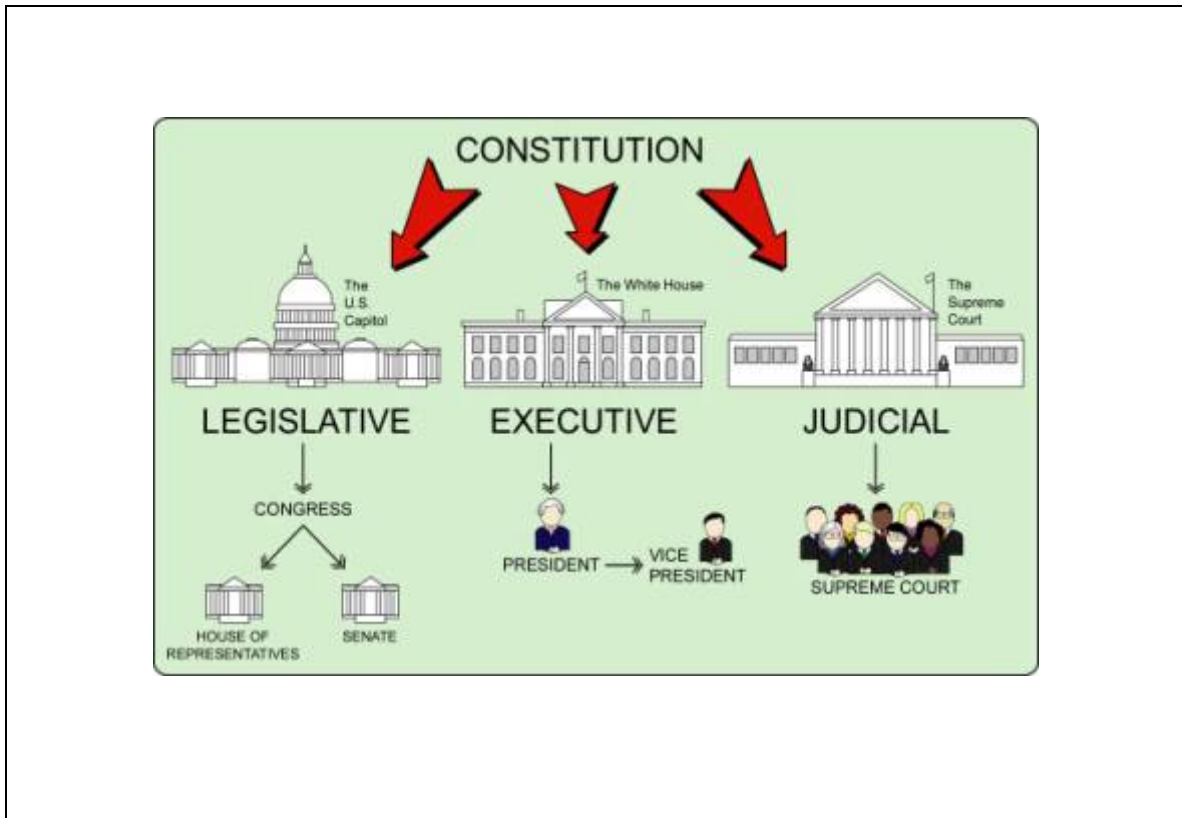 CONSTITUTION
The
U.S.
Capitol
The White House
The
Supreme
Court
LEGISLATIVE
EXECUTIVE
JUDICIAL
CONGRESS
PRESIDENT
VICE
PRESIDENT
SUPREME COURT
HOUSE OF
REPRESENTATIVES
SENATE